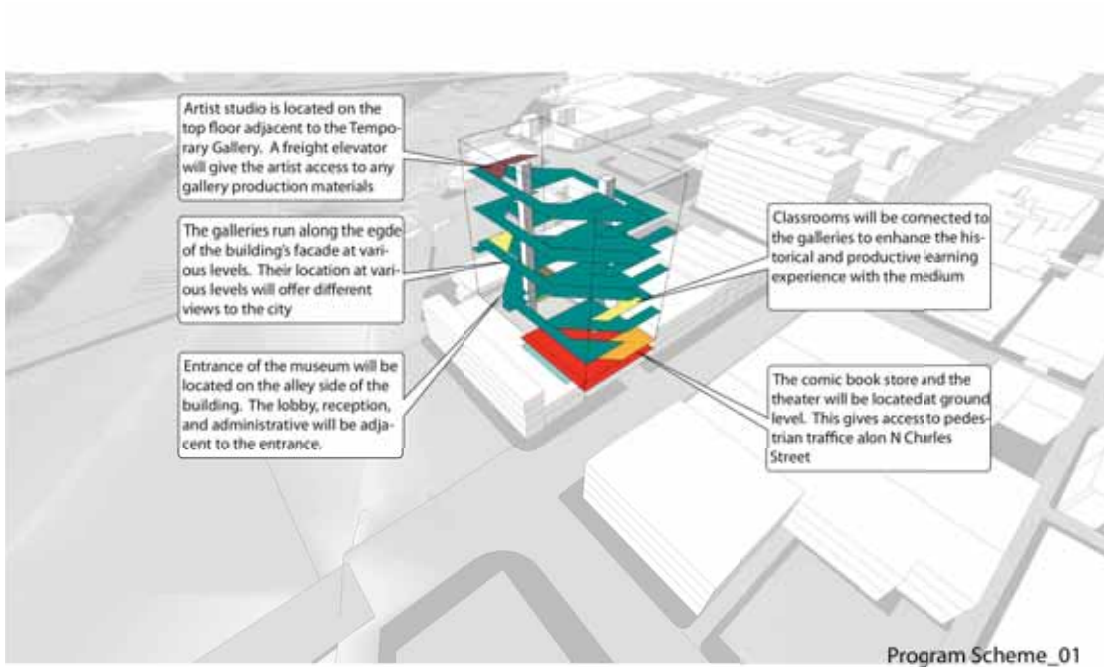 Artist studio is located on the
top floor adjacent to the Tempo-
rary Gallery.  A freight elevator
will give the artist access to any
gallery production materials
The galleries run along the egde
of the building's facade at vari-
ous levels.  Their location at vari-
ous levels will offer different
views to the city
Entrance of the museum will be
located on the alley side of the
building.  The lobby, reception,
and administrative will be adja-
cent to the entrance.
Classrooms will be connected to
the galleries to enhance the his-
torical and productive learning
experience with the medium
The comic book store and the
theater will be located at ground
level.  This gives access to pedes-
trian traffice alon N Charles
Street
Program Scheme_01